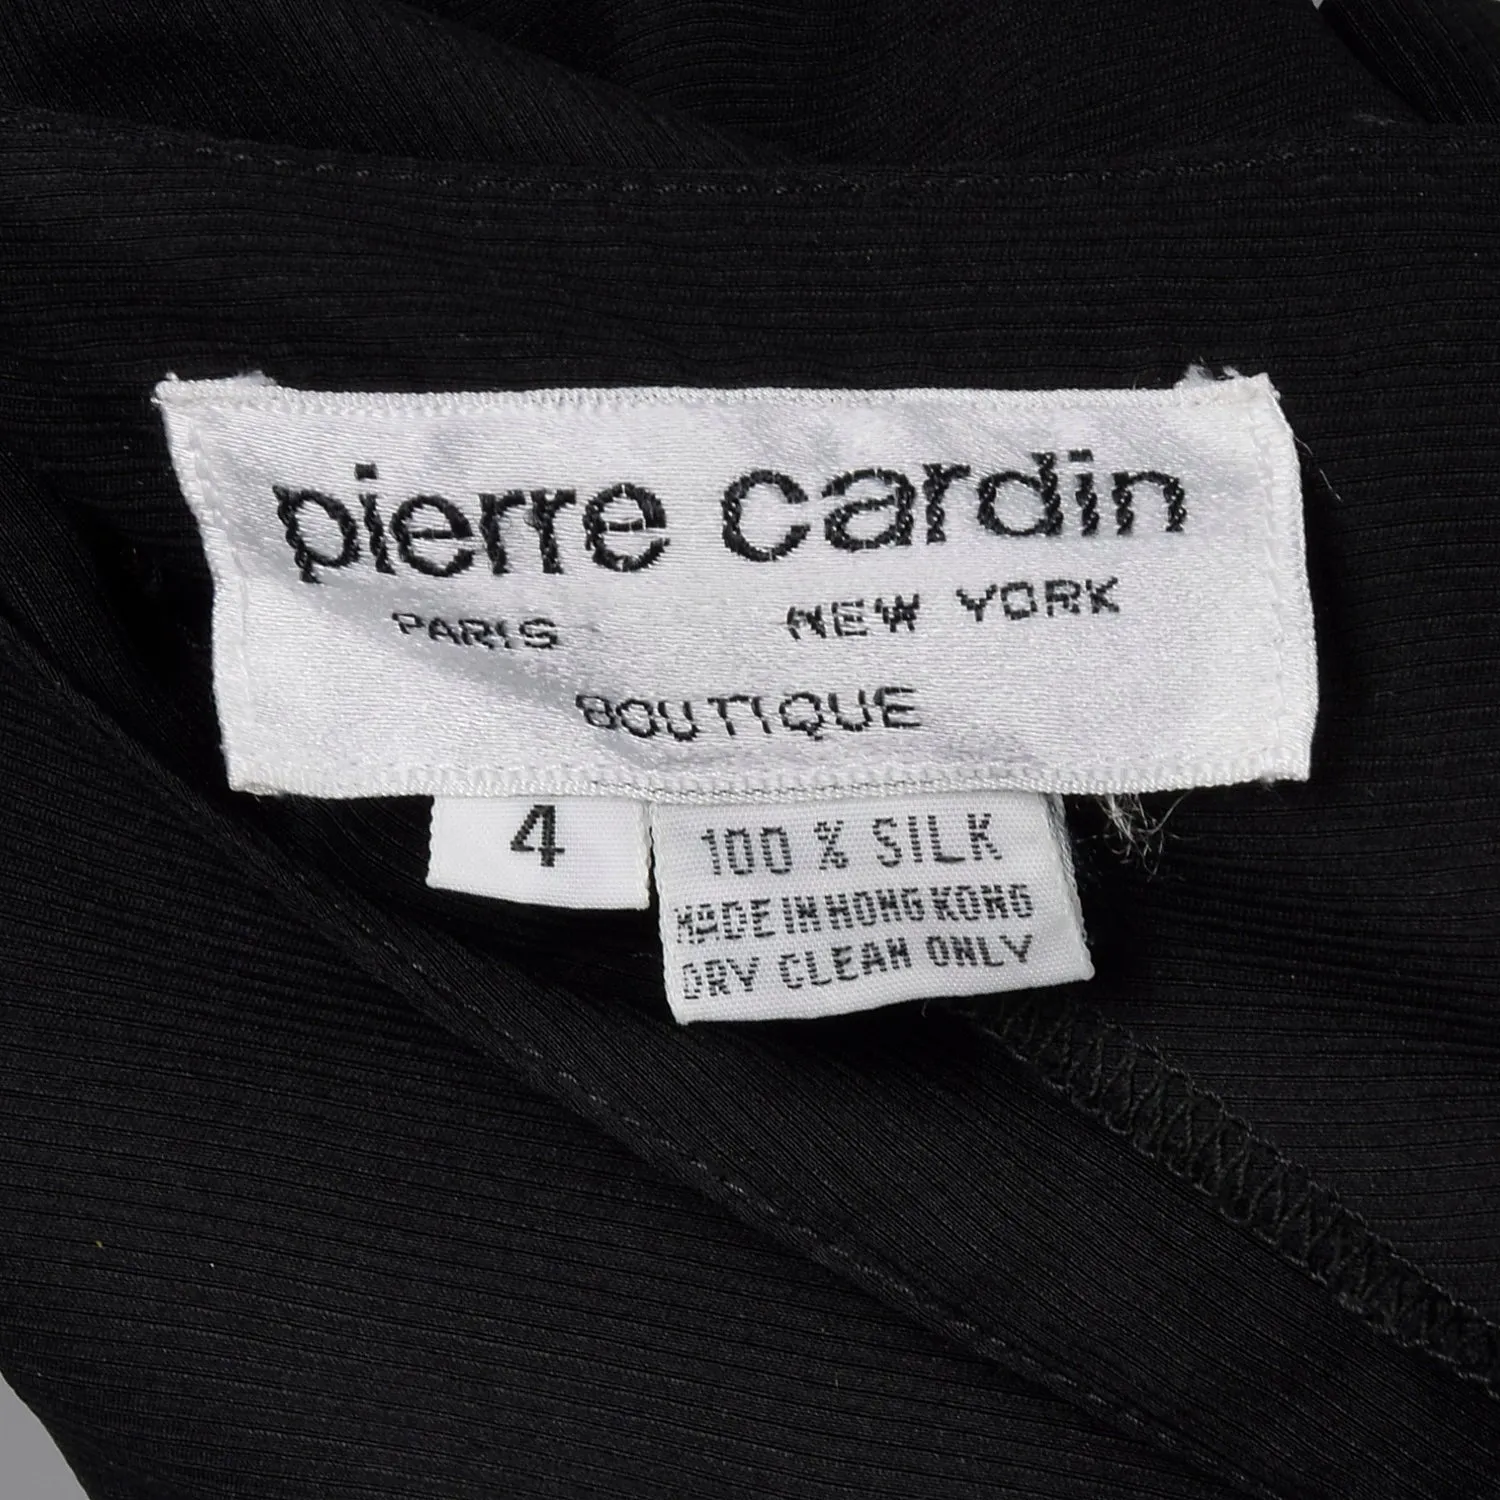 pierre cardin
PARIS NEW YORK
BOUTIQUE
4
100 % SILK
MADE IN HONG KONG
DRY CLEAN ONLY